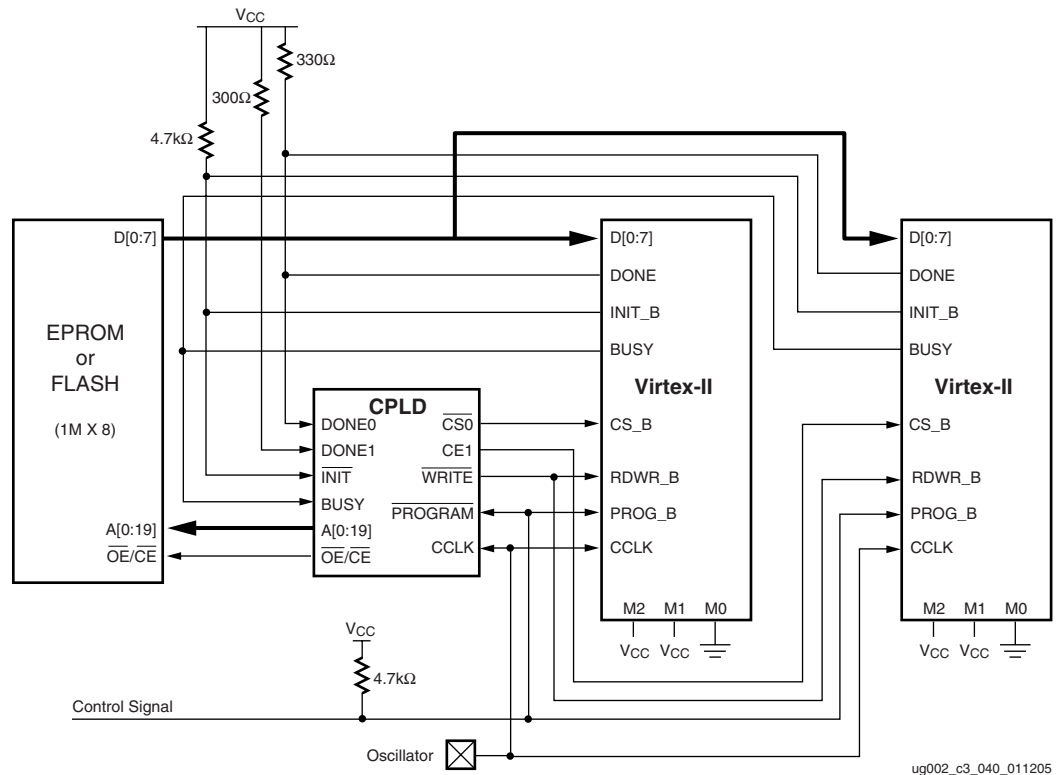 VCC
330Ω
300Ω
4.7kΩ
D[0:7]
EPROM
or
FLASH
(1M X 8)
A[0:19]
OE/CE
CPLD
DONE0
DONE1
INIT
BUSY
A[0:19]
OE/CE
CS0
CE1
WRITE
PROGRAM
CCLK
D[0:7]
DONE
INIT_B
BUSY
Virtex-II
CS_B
RDWR_B
PROG_B
CCLK
M2 M1 M0
VCC VCC
D[0:7]
DONE
INIT_B
BUSY
Virtex-II
CS_B
RDWR_B
PROG_B
CCLK
M2 M1 M0
VCC VCC
VCC
4.7kΩ
Control Signal
Oscillator
ug002_c3_040_011205